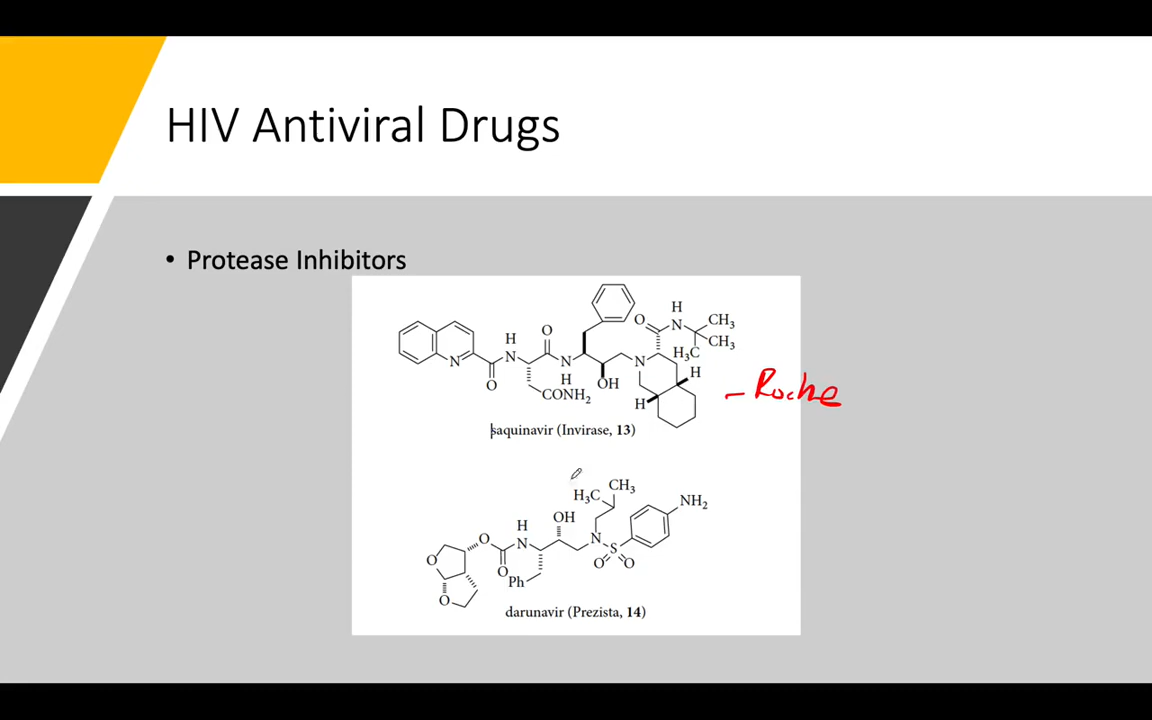 HIV Antiviral Drugs
• Protease Inhibitors
H
O
N
CH3
CH3
H3C
H
O
N
N
O
N
H
OH
CONH2
N
H
H
– Roche
saquinavir (Invirase, 13)
CH3
H3C
NH2
OH
H
N
O
O
N
S
O
O
O
Ph
O
darunavir (Prezista, 14)